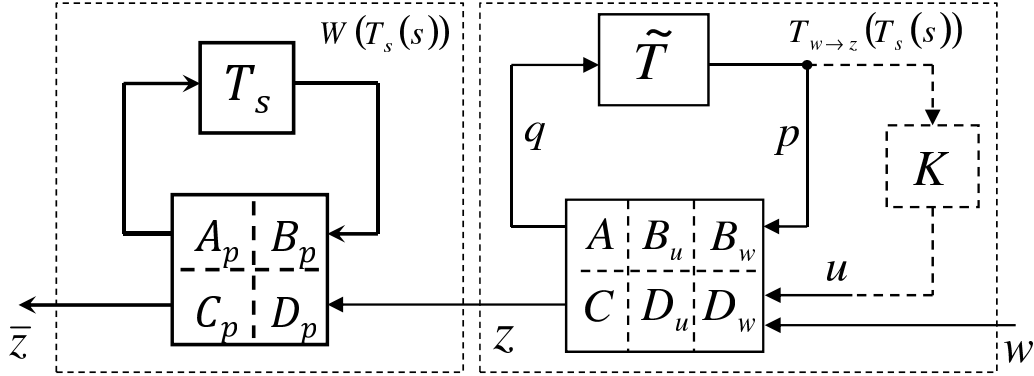 W(T_s(s))
T_s
A_p B_p
C_p D_p
z̄
T_{w→z}(T_s(s))
T̃
q
p
K
A B_u B_w
C D_u D_w
u
z
w